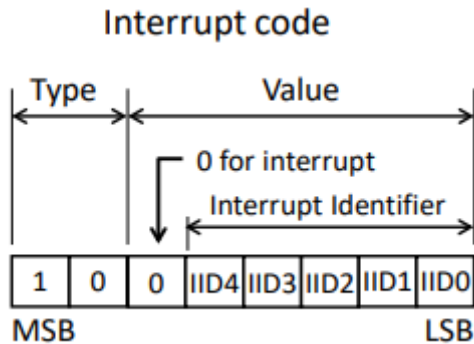 Interrupt code
Type Value
0 for interrupt
Interrupt Identifier
1 0 0 IID4 IID3 IID2 IID1 IID0
MSB LSB